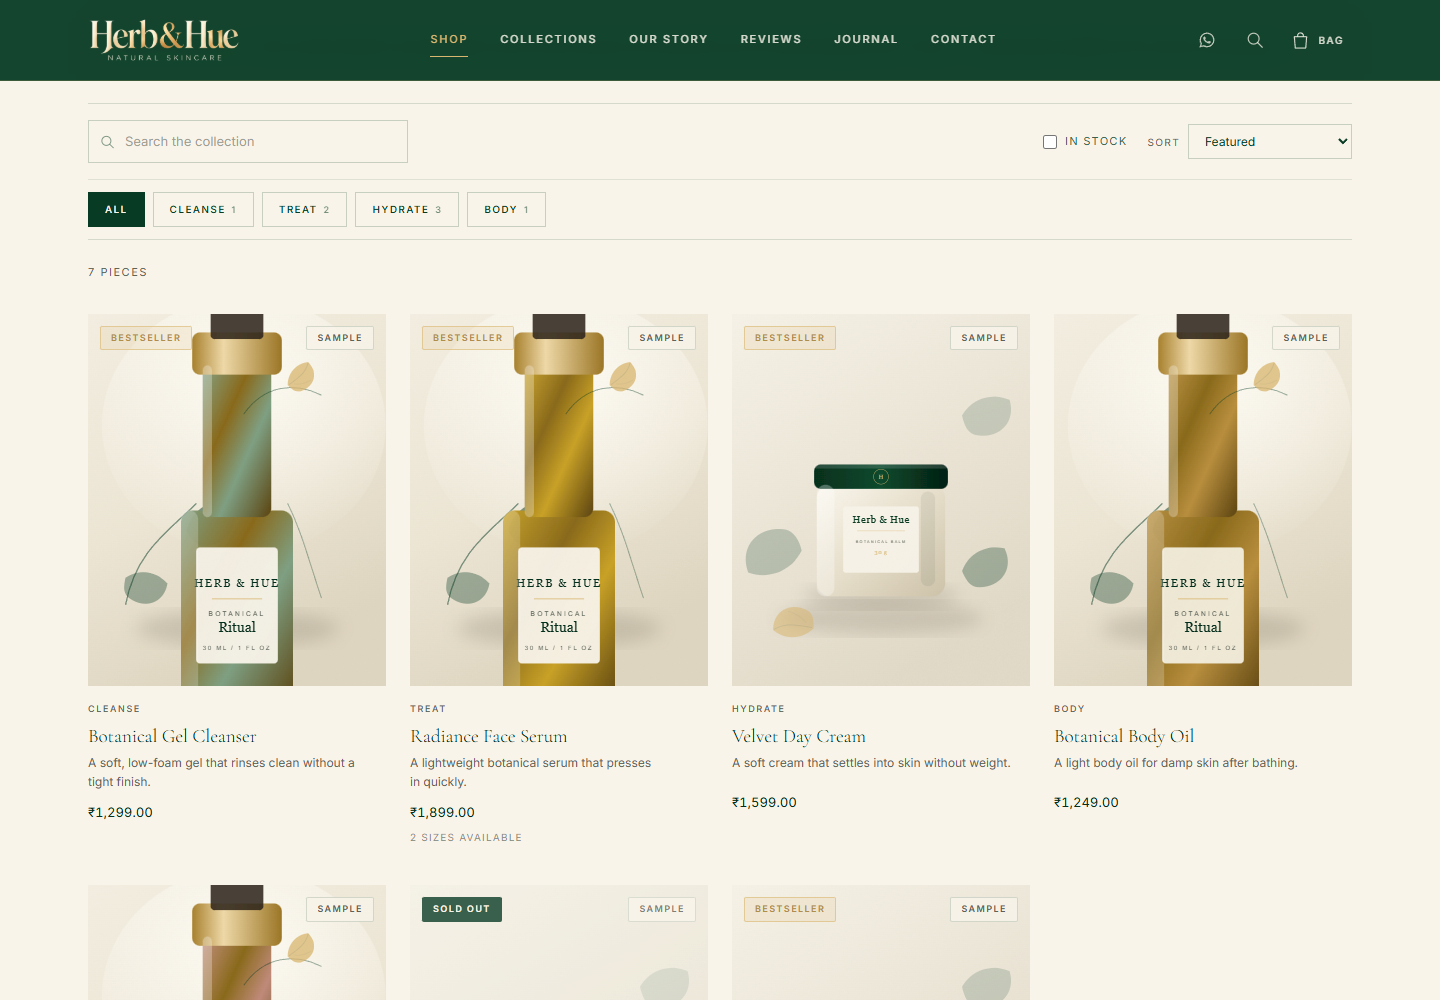 Herb&Hue
NATURAL SKINCARE
SHOP
COLLECTIONS
OUR STORY
REVIEWS
JOURNAL
CONTACT
BAG
Search the collection
IN STOCK
SORT
Featured
ALL
CLEANSE 1
TREAT 2
HYDRATE 3
BODY 1
7 PIECES
BESTSELLER
SAMPLE
HERB & HUE
BOTANICAL
Ritual
30 ML / 1 FL OZ
CLEANSE
Botanical Gel Cleanser
A soft, low-foam gel that rinses clean without a
tight finish.
₹1,299.00
BESTSELLER
SAMPLE
HERB & HUE
BOTANICAL
Ritual
30 ML / 1 FL OZ
TREAT
Radiance Face Serum
A lightweight botanical serum that presses
in quickly.
₹1,899.00
2 SIZES AVAILABLE
BESTSELLER
SAMPLE
H
Herb & Hue
BOTANICAL BALM
HYDRATE
Velvet Day Cream
A soft cream that settles into skin without weight.
₹1,599.00
SAMPLE
HERB & HUE
BOTANICAL
Ritual
30 ML / 1 FL OZ
BODY
Botanical Body Oil
A light body oil for damp skin after bathing.
₹1,249.00
SAMPLE
SOLD OUT
SAMPLE
BESTSELLER
SAMPLE